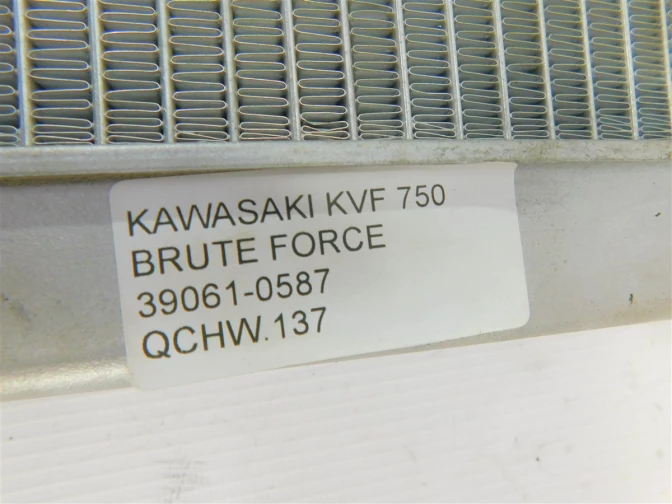 KAWASAKI KVF 750
BRUTE FORCE
39061-0587
QCHW.137